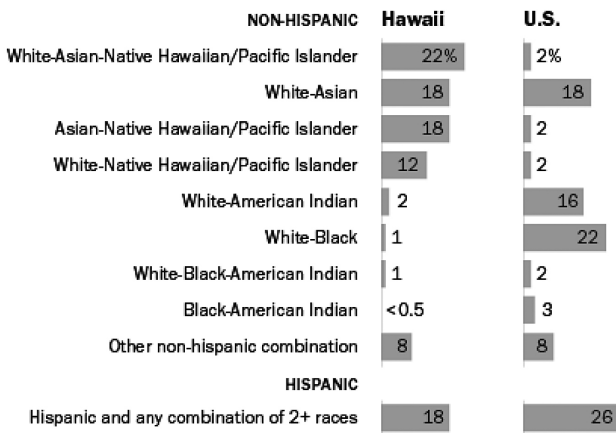 NON-HISPANIC Hawaii U.S.
White-Asian-Native Hawaiian/Pacific Islander 22% 2%
White-Asian 18 18
Asian-Native Hawaiian/Pacific Islander 18 2
White-Native Hawaiian/Pacific Islander 12 2
White-American Indian 2 16
White-Black 1 22
White-Black-American Indian 1 2
Black-American Indian <0.5 3
Other non-hispanic combination 8 8
HISPANIC
Hispanic and any combination of 2+ races 18 26